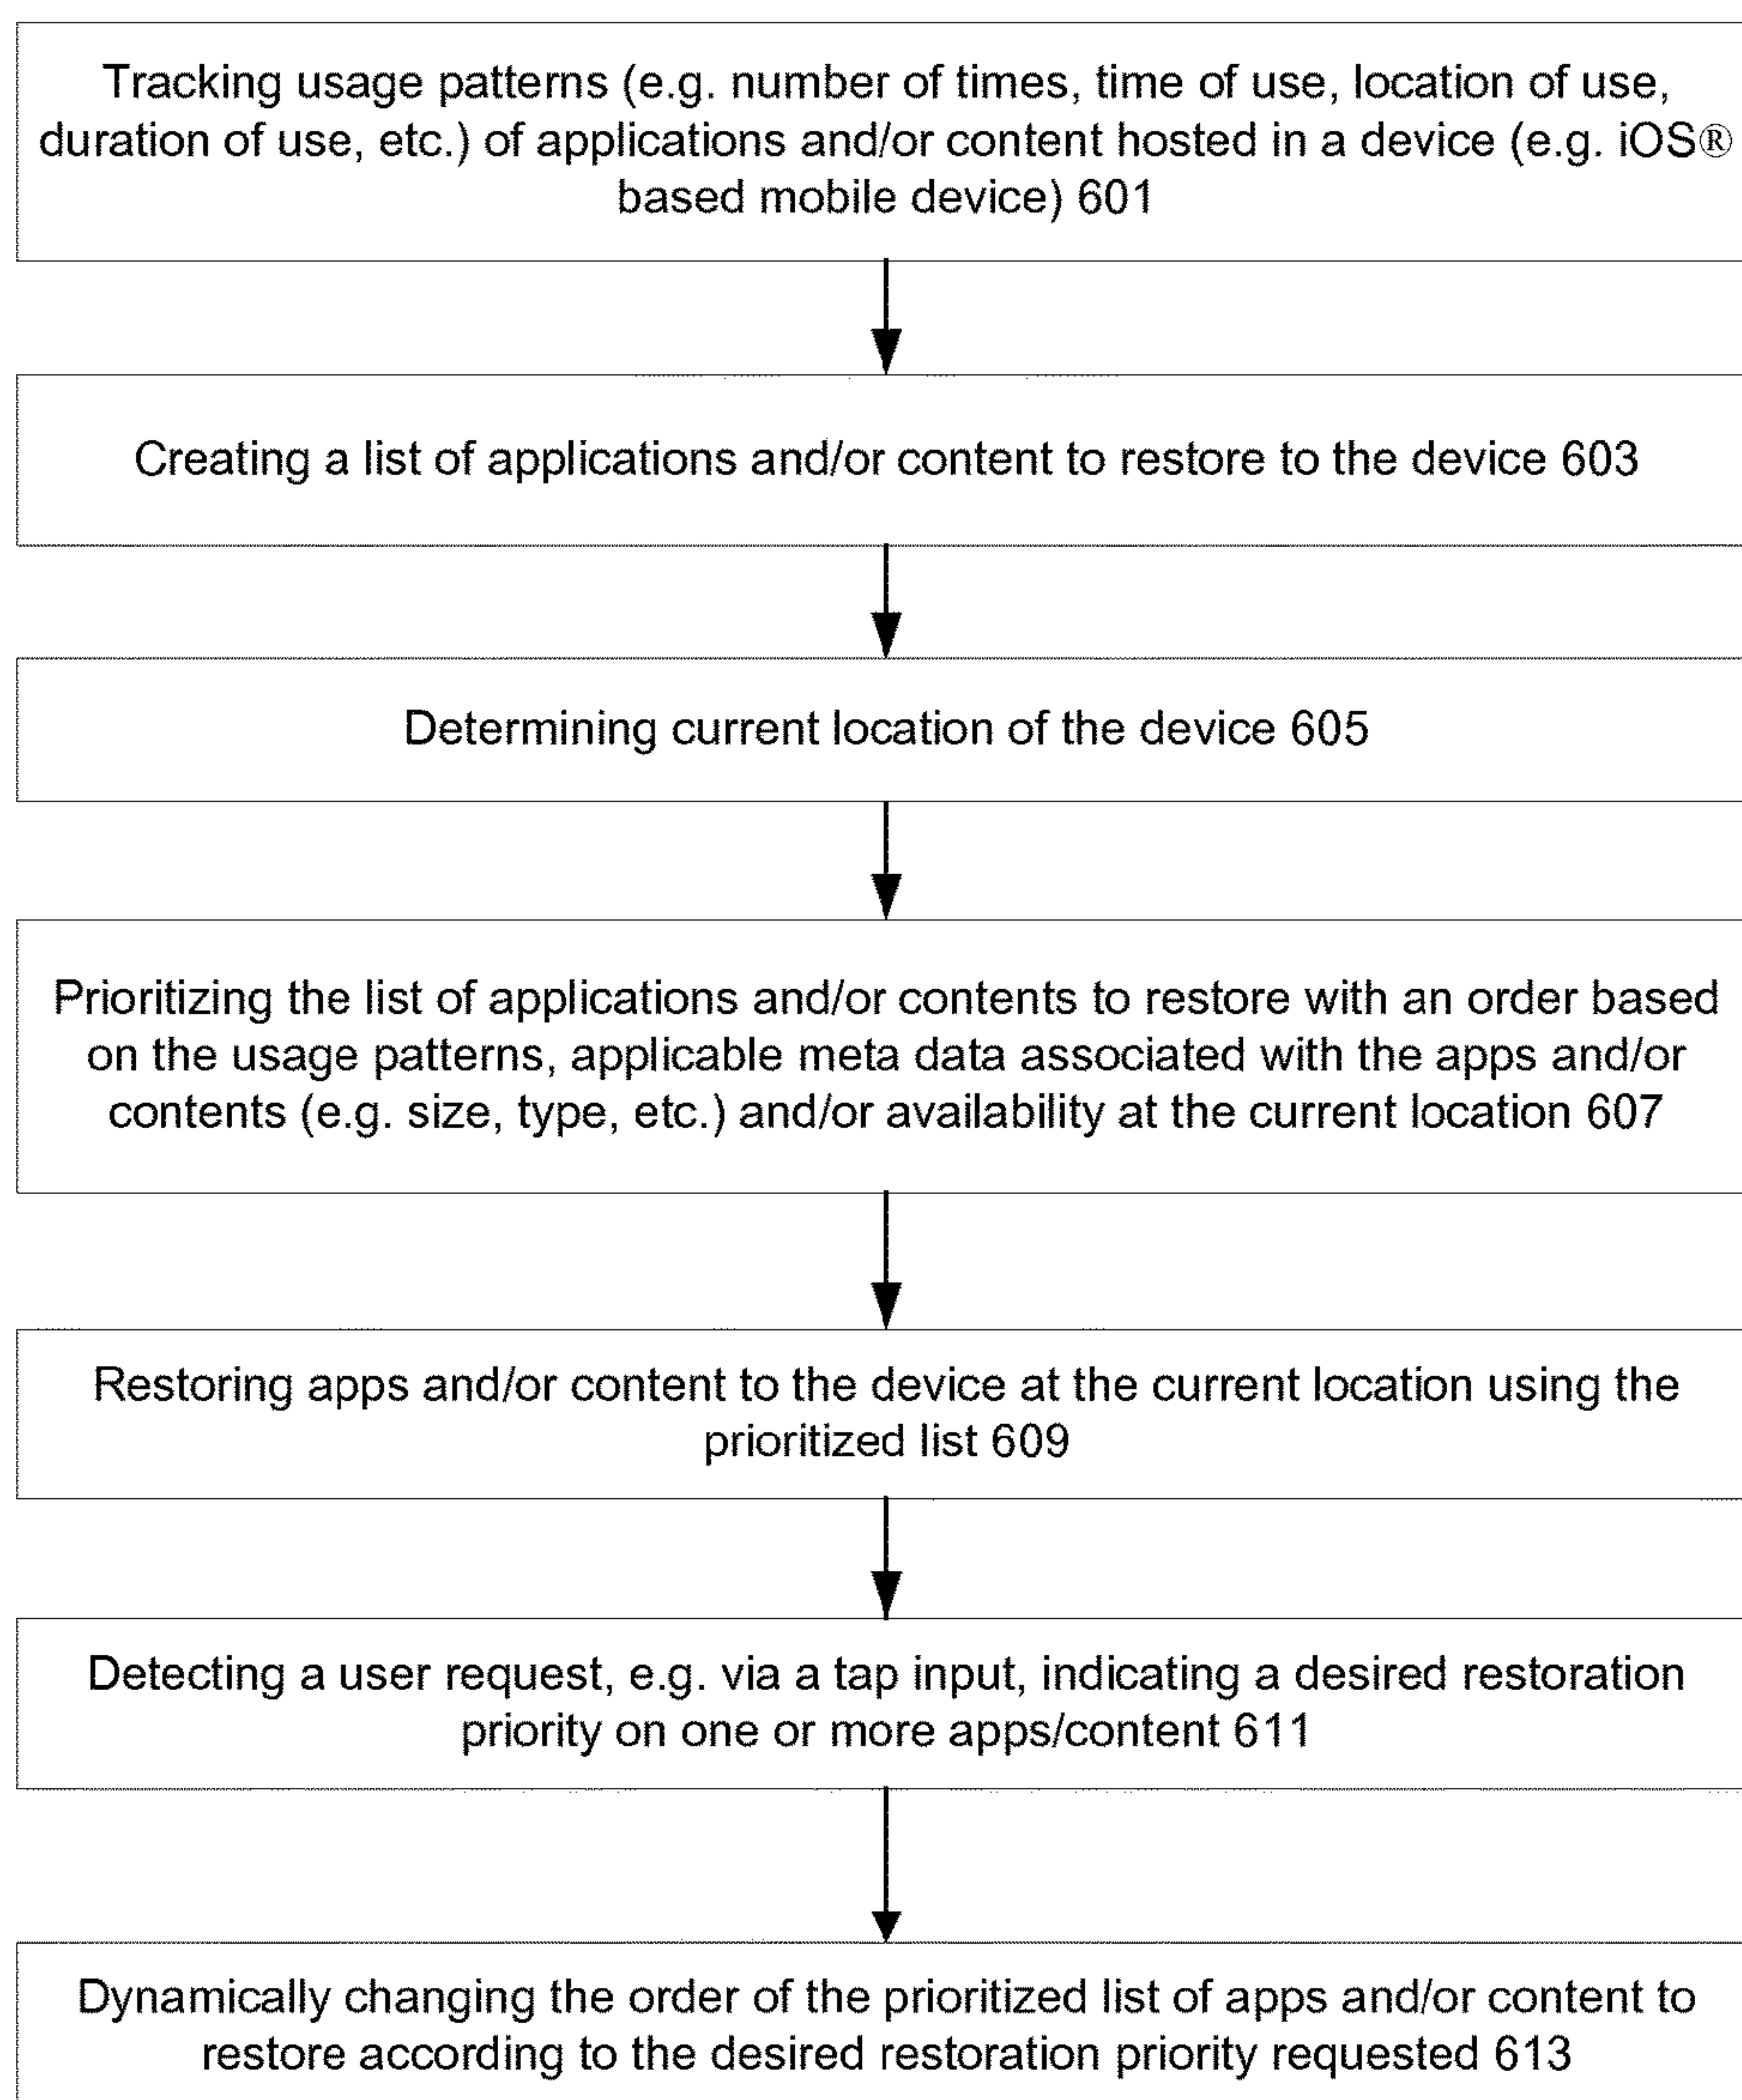 Tracking usage patterns (e.g. number of times, time of use, location of use,
duration of use, etc.) of applications and/or content hosted in a device (e.g. iOS®
based mobile device) 601
Creating a list of applications and/or content to restore to the device 603
Determining current location of the device 605
Prioritizing the list of applications and/or contents to restore with an order based
on the usage patterns, applicable meta data associated with the apps and/or
contents (e.g. size, type, etc.) and/or availability at the current location 607
Restoring apps and/or content to the device at the current location using the
prioritized list 609
Detecting a user request, e.g. via a tap input, indicating a desired restoration
priority on one or more apps/content 611
Dynamically changing the order of the prioritized list of apps and/or content to
restore according to the desired restoration priority requested 613